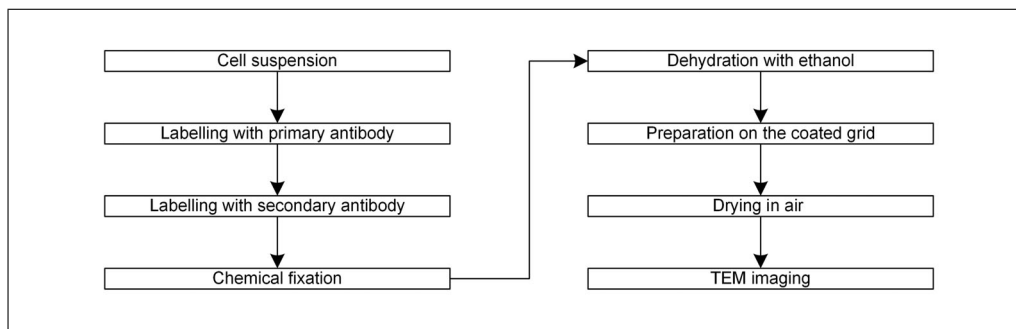 Cell suspension
Labelling with primary antibody
Labelling with secondary antibody
Chemical fixation
Dehydration with ethanol
Preparation on the coated grid
Drying in air
TEM imaging